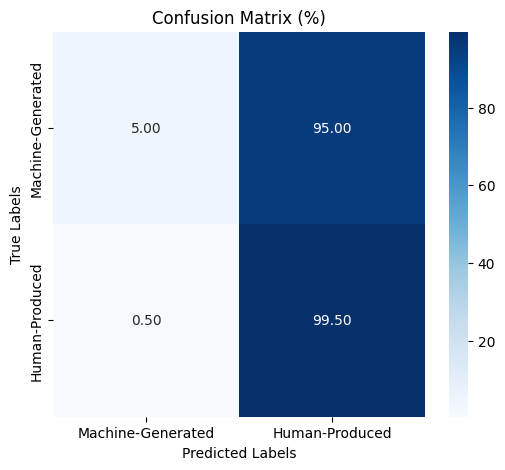 Confusion Matrix (%)
True Labels
Machine-Generated
Human-Produced
5.00 95.00
0.50 99.50
Machine-Generated Human-Produced
Predicted Labels
80
60
40
20